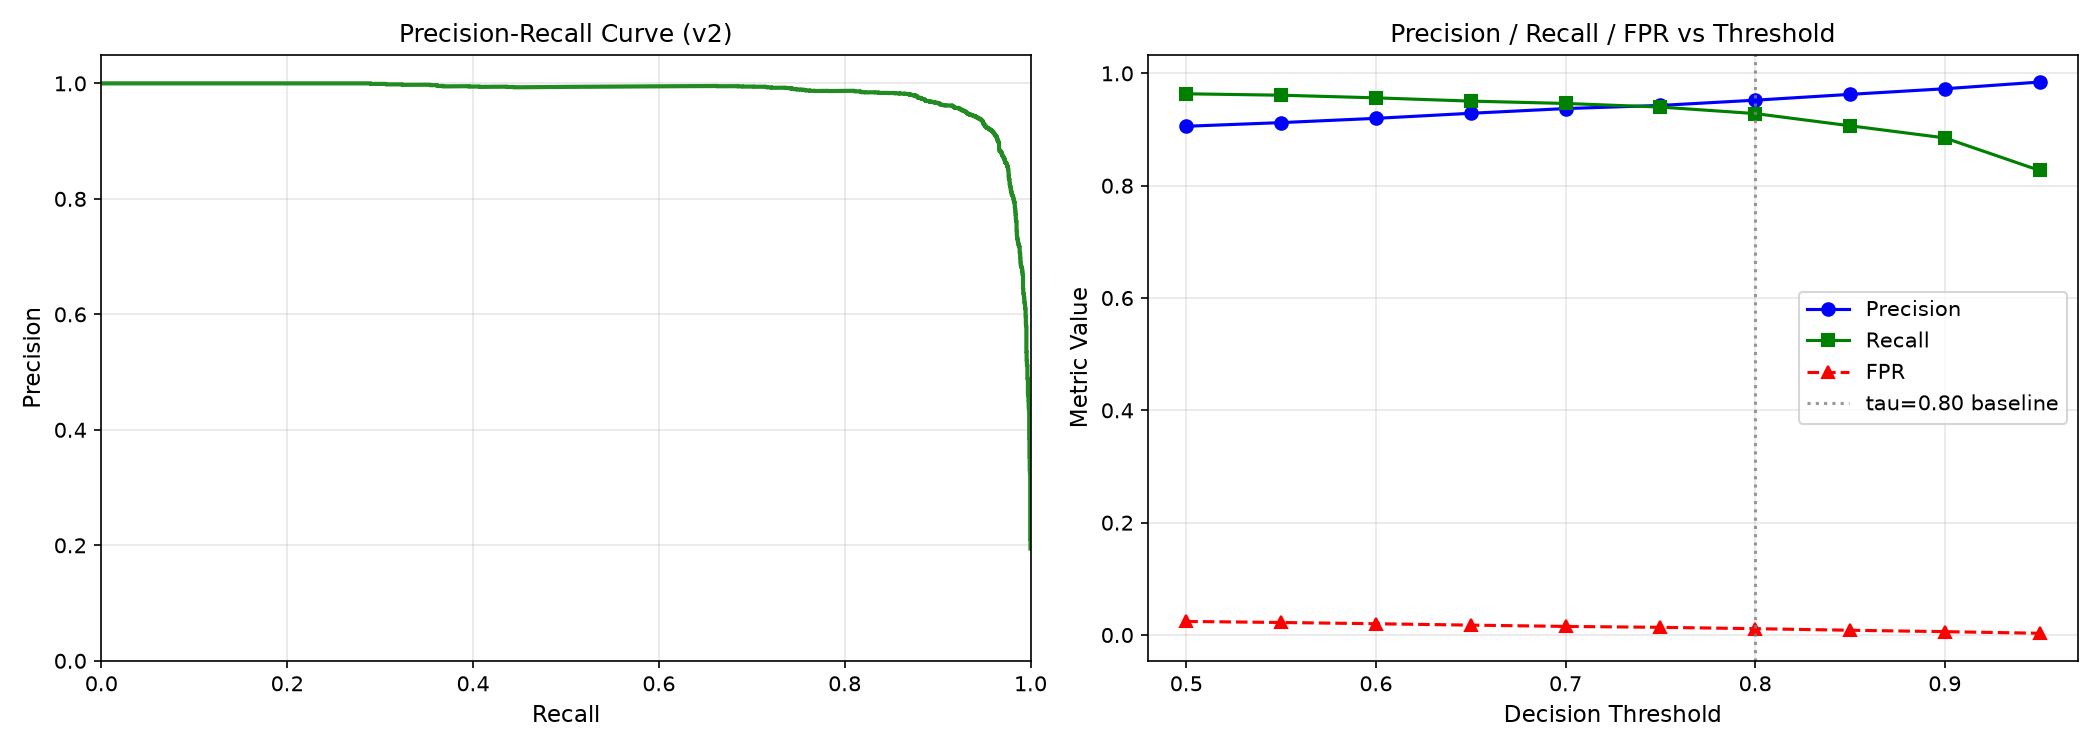 Precision-Recall Curve (v2)
1.0
0.8
0.6
0.4
0.2
0.0
Precision
0.0 0.2 0.4 0.6 0.8 1.0
Recall
Precision / Recall / FPR vs Threshold
1.0
0.8
0.6
0.4
0.2
0.0
Metric Value
Precision
Recall
FPR
tau=0.80 baseline
0.5 0.6 0.7 0.8 0.9
Decision Threshold